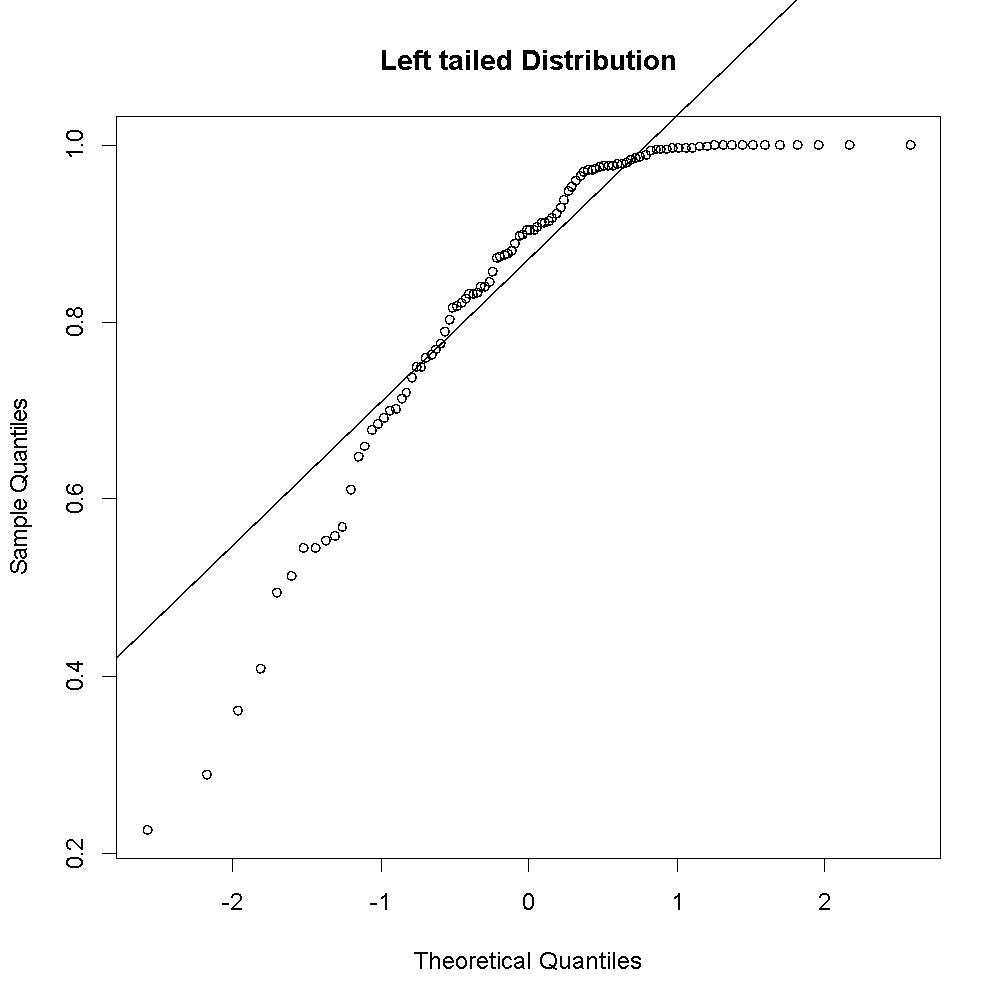 Left tailed Distribution
1.0
0.8
0.6
0.4
0.2
Sample Quantiles
-2 -1 0 1 2
Theoretical Quantiles